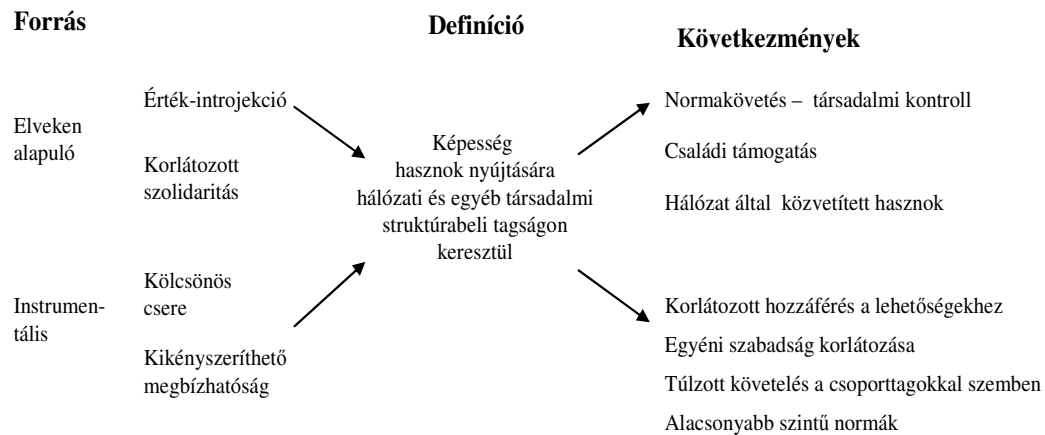 Forrás
Definíció
Következmények
Elveken
alapuló
Érték-introjekció
Korlátozott
szolidaritás
Instrumen-
tális
Kölcsönös
csere
Kikényszeríthető
megbízhatóság
Képesség
hasznok nyújtására
hálózati és egyéb társadalmi
struktúrabeli tagságon
keresztül
Normakövetés – társadalmi kontroll
Családi támogatás
Hálózat által közvetített hasznok
Korlátozott hozzáférés a lehetőségekhez
Egyéni szabadság korlátozása
Túlzott követelés a csoporttagokkal szemben
Alacsonyabb szintű normák